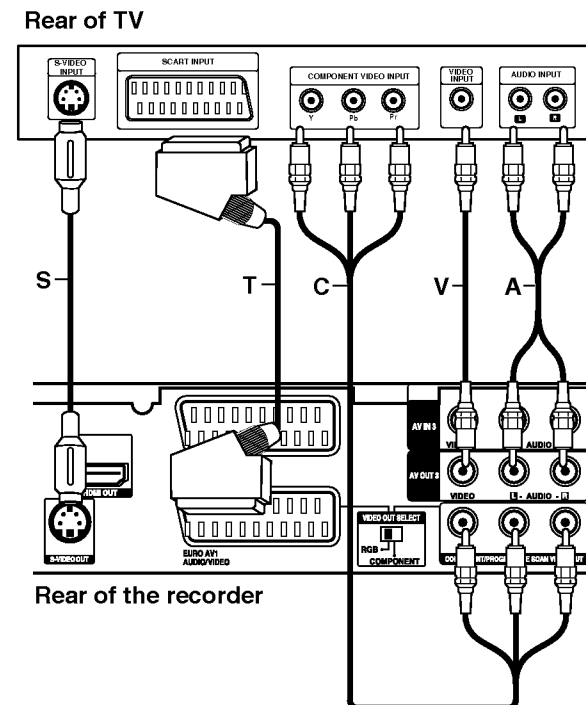 Rear of TV
S-VIDEO
INPUT
SCART INPUT
COMPONENT VIDEO INPUT
Y
Pb
Pr
VIDEO
INPUT
AUDIO INPUT
L
R
S
T
C
V
A
AV IN 3
AUDIO
HDMI OUT
AV OUT 3
VIDEO
L - AUDIO - R
S-VIDEO OUT
EURO AV1
AUDIO/VIDEO
VIDEO OUT SELECT
RGB
COMPONENT
Rear of the recorder